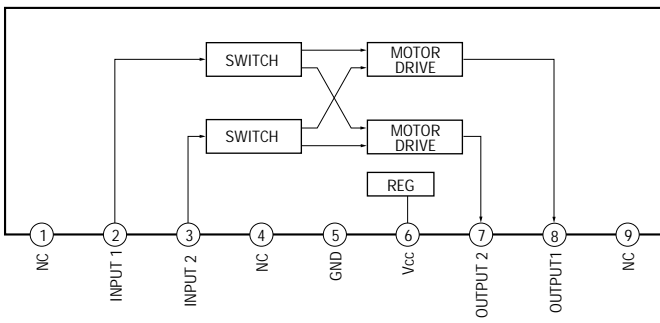 SWITCH
MOTOR
DRIVE
SWITCH
MOTOR
DRIVE
REG
1
2
3
4
5
6
7
8
9
NC
INPUT 1
INPUT 2
NC
GND
Vcc
OUTPUT 2
OUTPUT1
NC